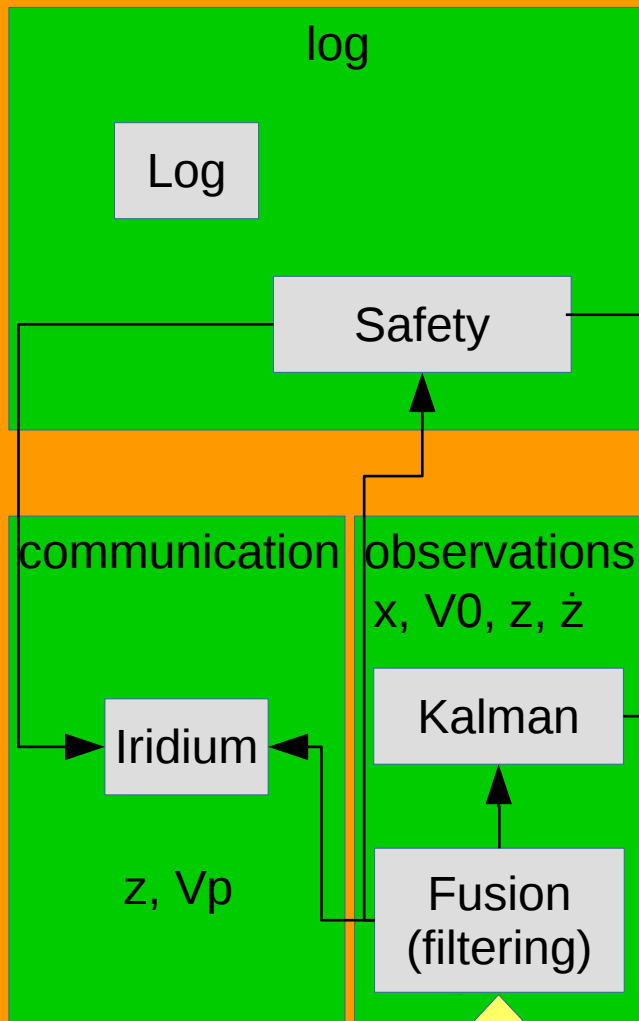 log
Log
Safety
communication
Iridium
z, Vp
observations
x, V0, z, ż
Kalman
Fusion
(filtering)